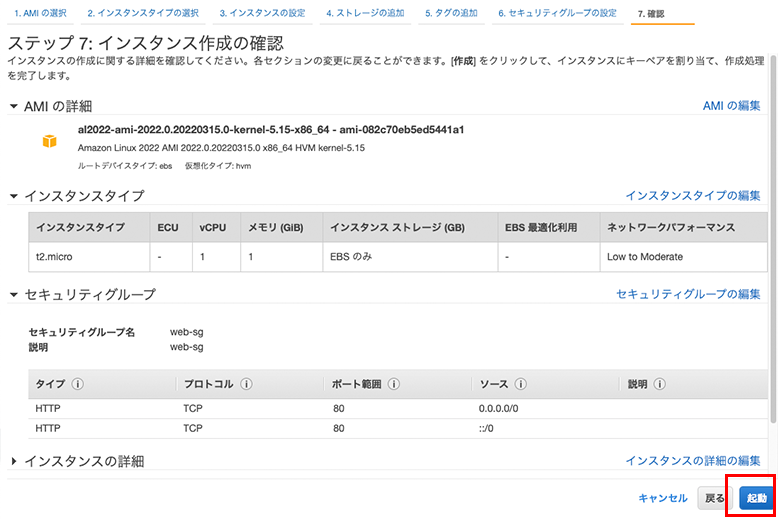 1. AMI の選択 2. インスタンスタイプの選択 3. インスタンスの設定 4. ストレージの追加 5. タグの追加 6. セキュリティグループの設定 7. 確認
ステップ 7: インスタンス作成の確認
インスタンスの作成に関する詳細を確認してください。各セクションの変更に戻ることができます。[作成] をクリックして、インスタンスにキーペアを割り当て、作成処理
を完了します。
AMI の詳細 AMI の編集
al2022-ami-2022.0.20220315.0-kernel-5.15-x86_64 - ami-082c70eb5ed5441a1
Amazon Linux 2022 AMI 2022.0.20220315.0 x86_64 HVM kernel-5.15
ルートデバイスタイプ: ebs 仮想化タイプ: hvm
インスタンスタイプ インスタンスタイプの編集
インスタンスタイプ ECU vCPU メモリ (GiB) インスタンス ストレージ (GB) EBS 最適化利用 ネットワークパフォーマンス
t2.micro - 1 1 EBS のみ - Low to Moderate
セキュリティグループ セキュリティグループの編集
セキュリティグループ名 web-sg
説明 web-sg
タイプ プロトコル ポート範囲 ソース 説明
HTTP TCP 80 0.0.0.0/0
HTTP TCP 80 ::/0
インスタンスの詳細 インスタンスの詳細の編集
キャンセル 戻る 起動